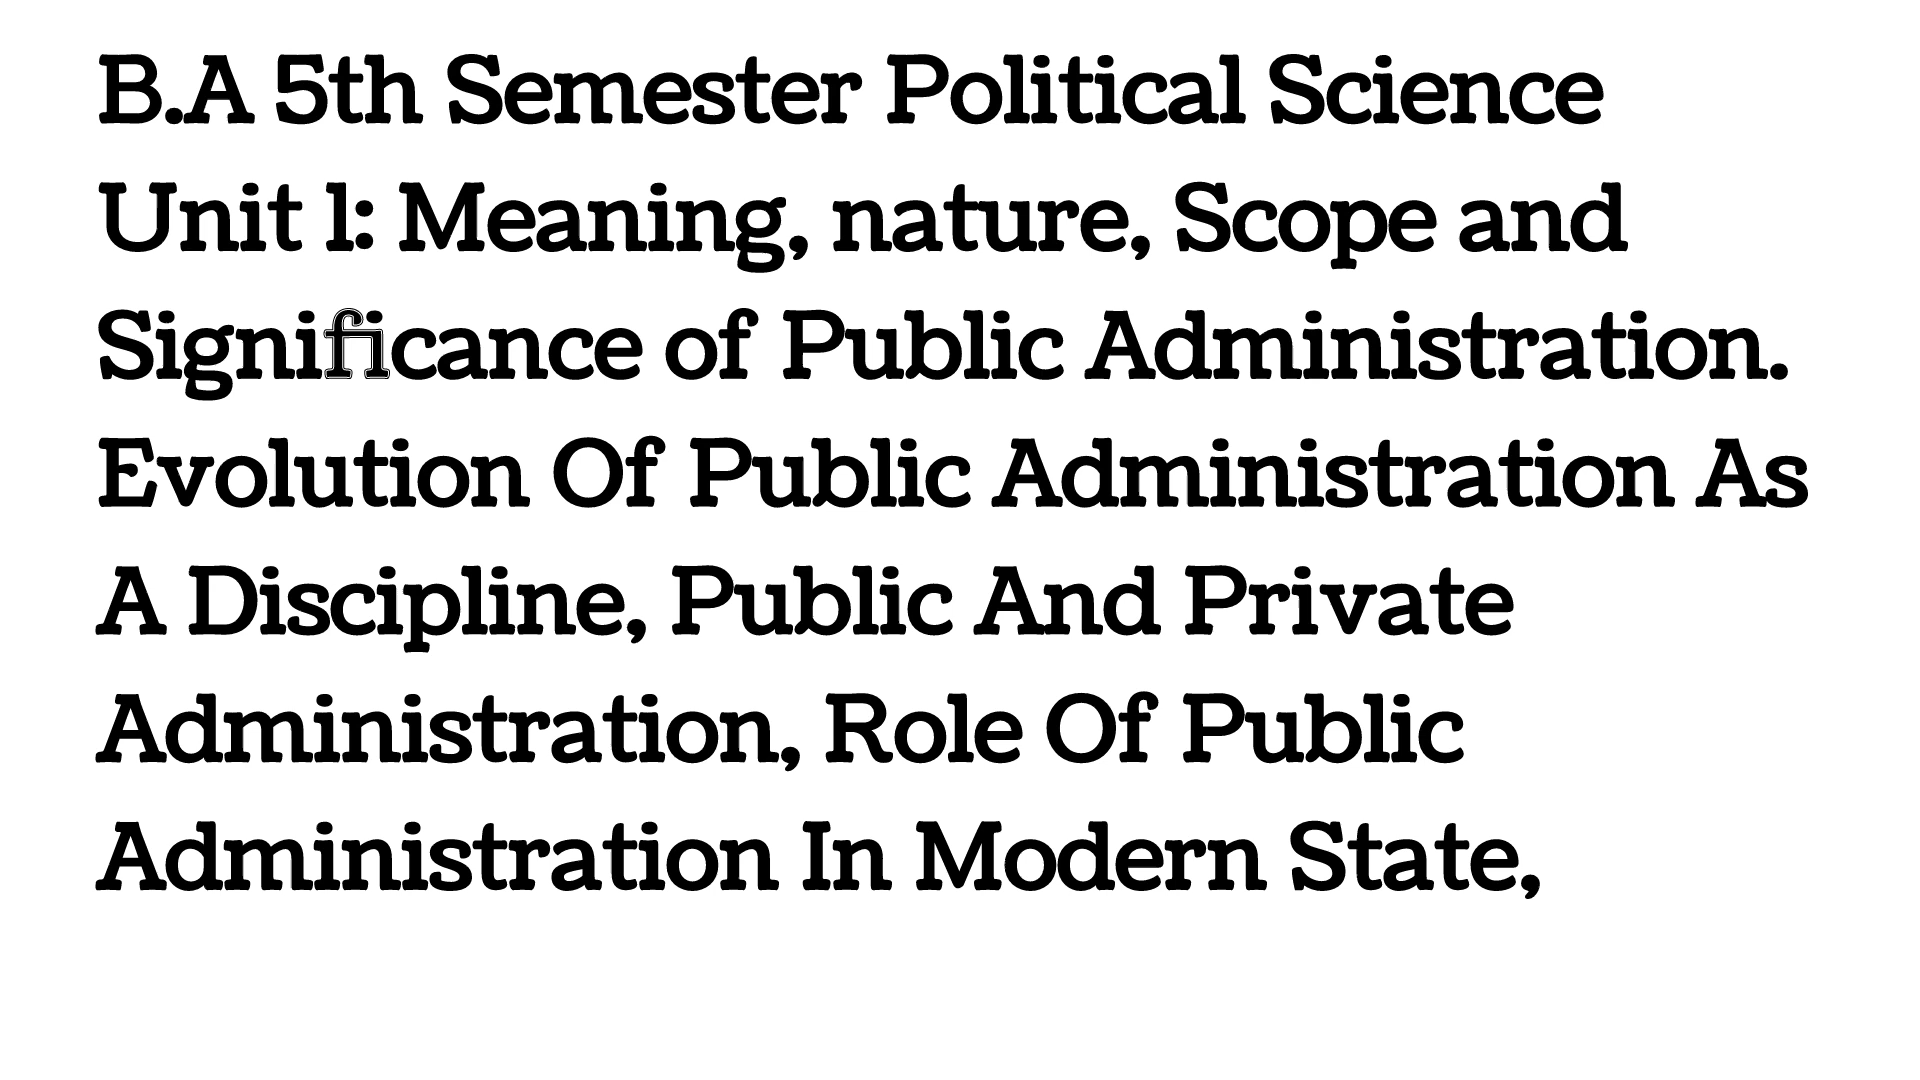 B.A 5th Semester Political Science
Unit 1: Meaning, nature, Scope and
Significance of Public Administration.
Evolution Of Public Administration As
A Discipline, Public And Private
Administration, Role Of Public
Administration In Modern State,